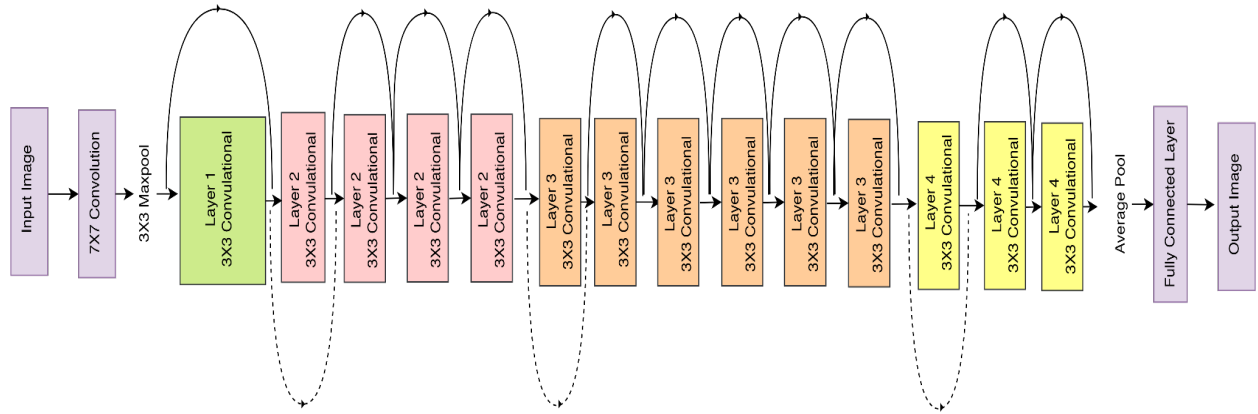 Input Image
7X7 Convolution
3X3 Maxpool
Layer 1
3X3 Convulational
Layer 2
3X3 Convulational
Layer 2
3X3 Convulational
Layer 2
3X3 Convulational
Layer 2
3X3 Convulational
Layer 3
3X3 Convulational
Layer 3
3X3 Convulational
Layer 3
3X3 Convulational
Layer 3
3X3 Convulational
Layer 3
3X3 Convulational
Layer 3
3X3 Convulational
Layer 4
3X3 Convulational
Layer 4
3X3 Convulational
Layer 4
3X3 Convulational
Average Pool
Fully Connected Layer
Output Image